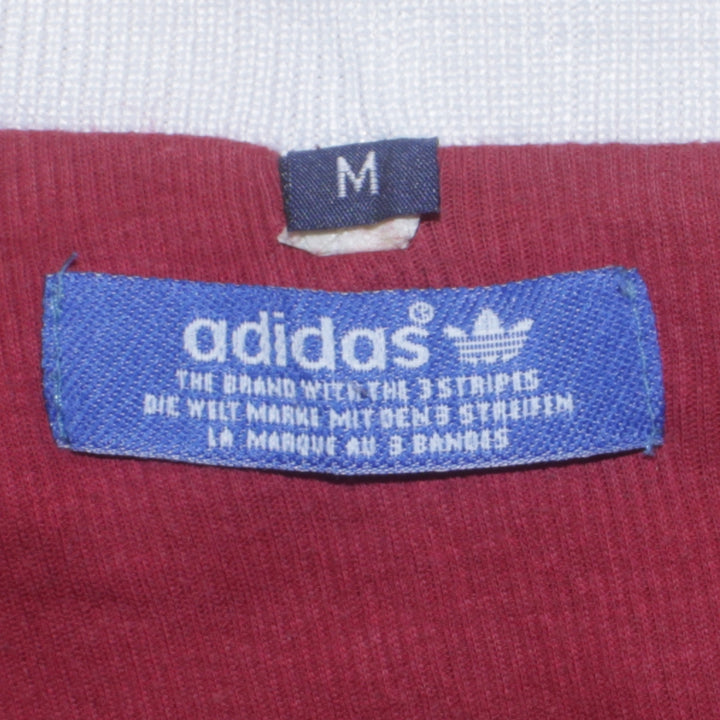 M
adidas®
THE BRAND WITH THE 3 STRIPES
DIE WELT MARKE MIT DEN 3 STREIFEN
LA MARQUE AU 3 BANDES